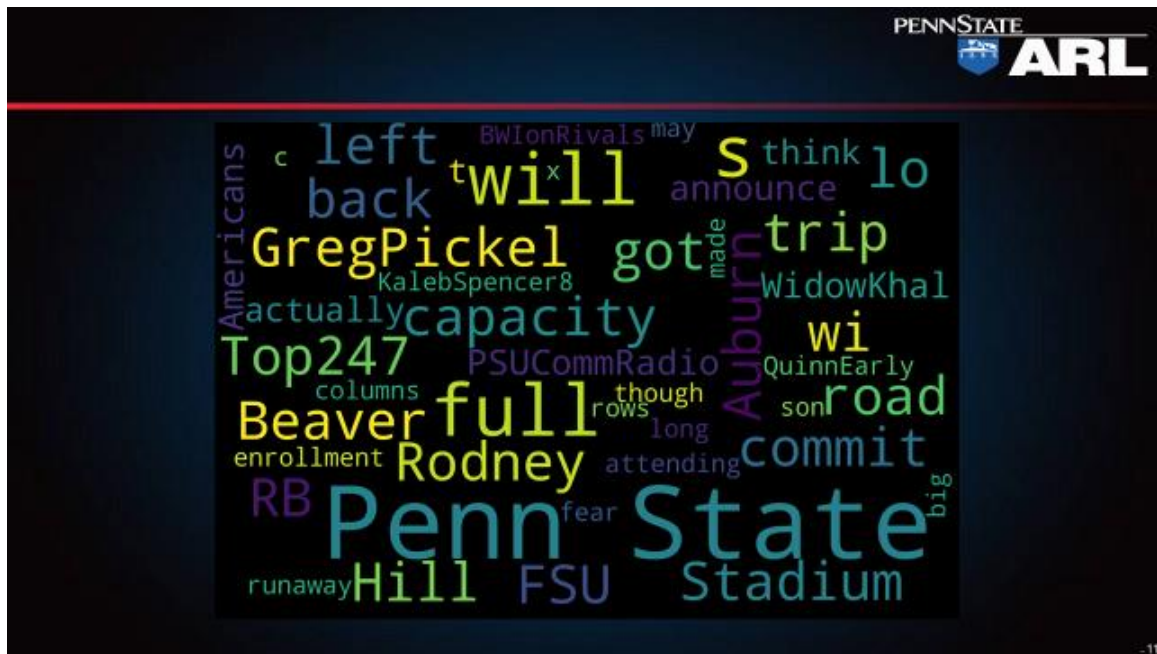 PENNSTATE
ARL
BWIonRivals may
Americans
c left t will x s think lo
back announce
GregPickel got made Auburn trip
KalebSpencer8 WidowKhal
actually capacity wi
Top247 PSUCommRadio QuinnEarly
columns though
Beaver full rows son road
long
enrollment Rodney attending commit
RB Penn fear State big
runaway Hill FSU Stadium